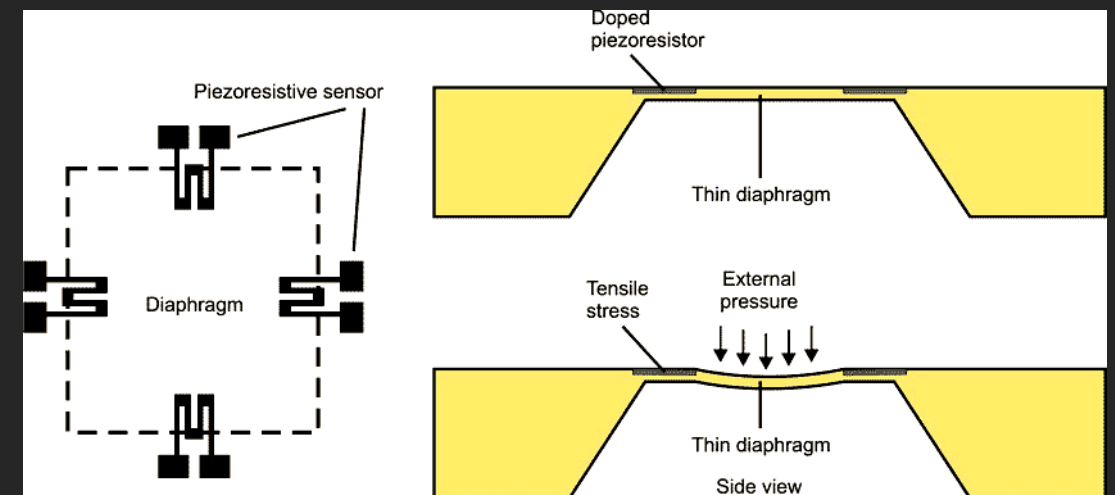 Doped
piezoresistor
Piezoresistive sensor
Thin diaphragm
Diaphragm
Tensile
stress
External
pressure
Thin diaphragm
Side view